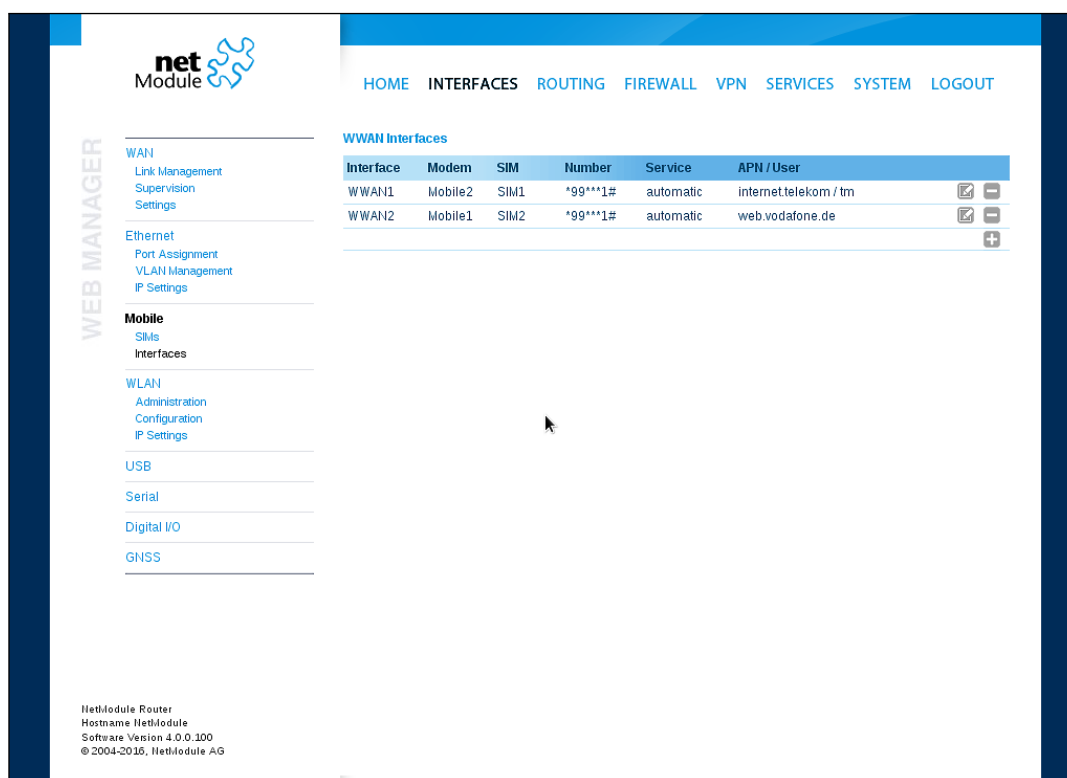 net
Module
HOME INTERFACES ROUTING FIREWALL VPN SERVICES SYSTEM LOGOUT
WEB MANAGER
WAN
Link Management
Supervision
Settings
Ethernet
Port Assignment
VLAN Management
IP Settings
Mobile
SIMs
Interfaces
WLAN
Administration
Configuration
IP Settings
USB
Serial
Digital I/O
GNSS
WWAN Interfaces
Interface Modem SIM Number Service APN / User
WWAN1 Mobile2 SIM1 *99***1# automatic internet.telekom / tm
WWAN2 Mobile1 SIM2 *99***1# automatic web.vodafone.de
NetModule Router
Hostname NetModule
Software Version 4.0.0.100
© 2004-2016, NetModule AG